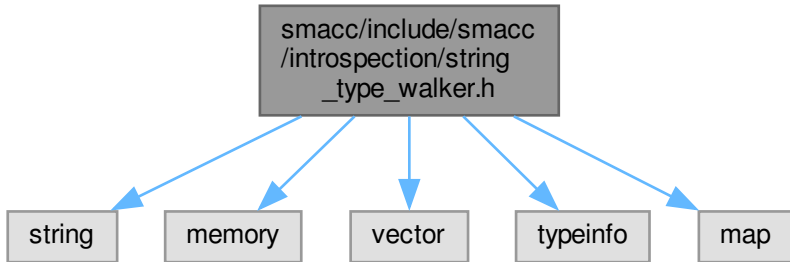 smacc/include/smacc
/introspection/string
_type_walker.h
string
memory
vector
typeinfo
map